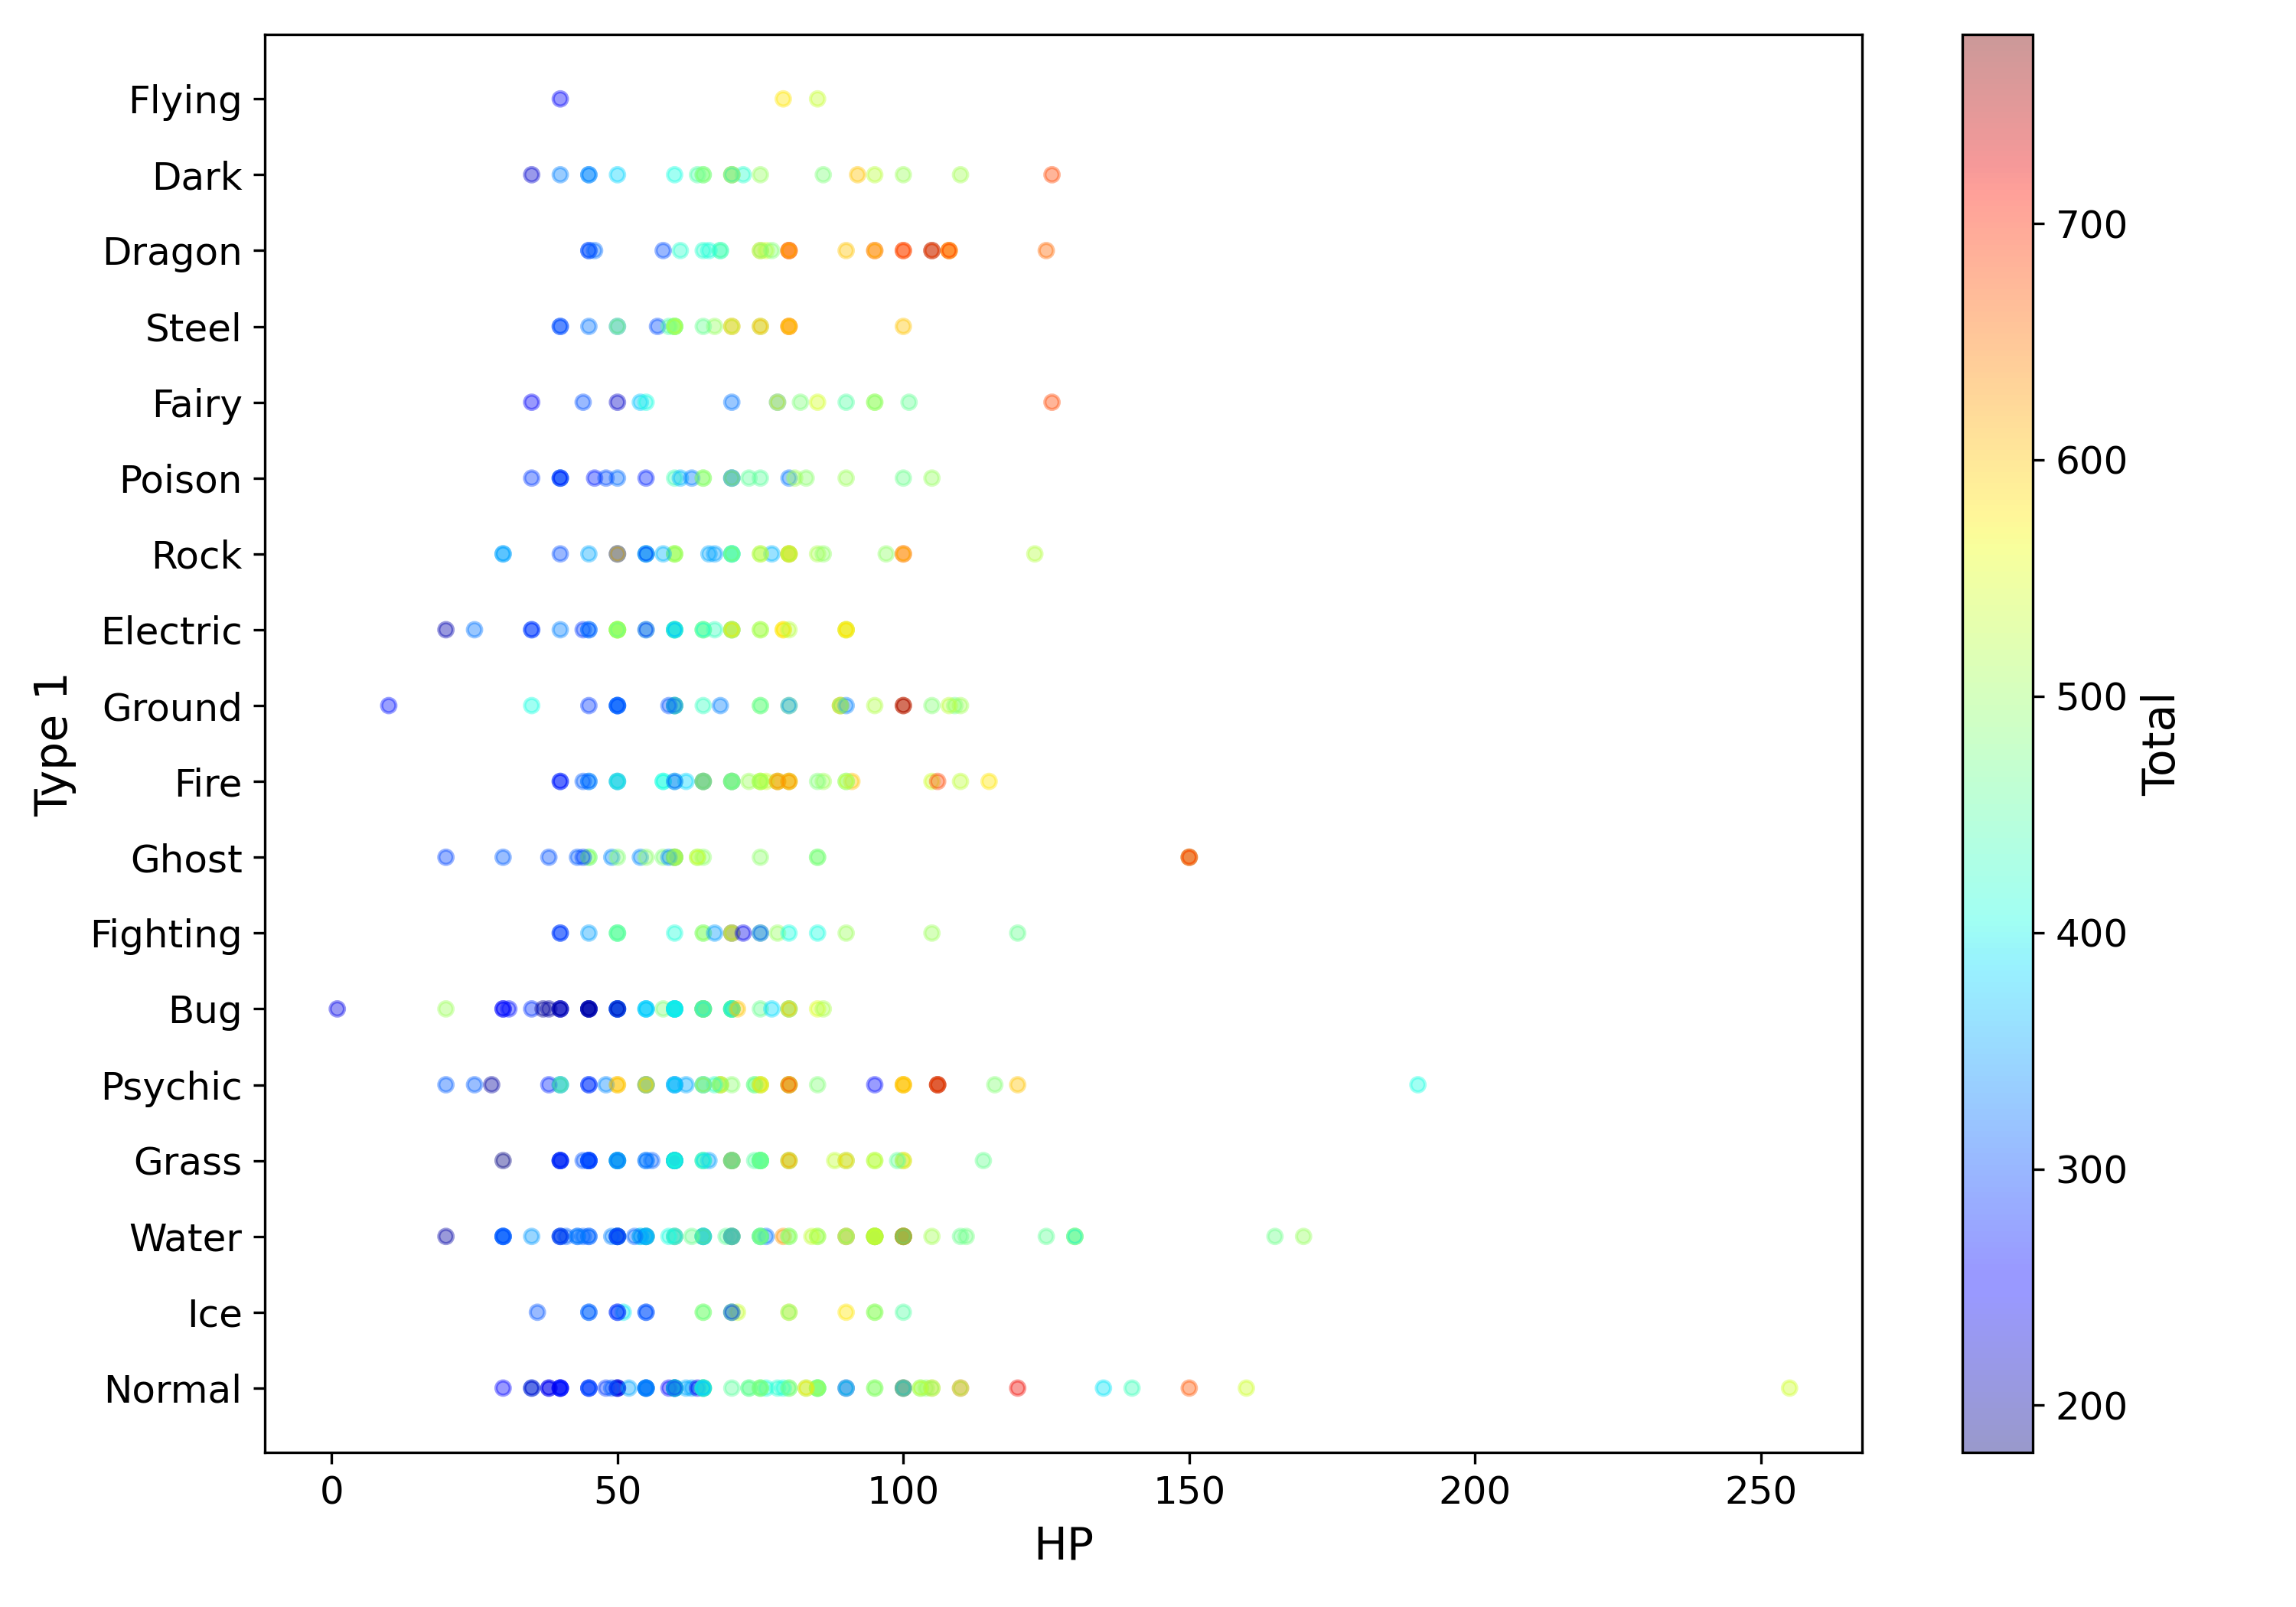 Flying
Dark
Dragon
Steel
Fairy
Poison
Rock
Electric
Ground
Fire
Ghost
Fighting
Bug
Psychic
Grass
Water
Ice
Normal
Type 1
0 50 100 150 200 250
HP
700
600
500
400
300
200
Total